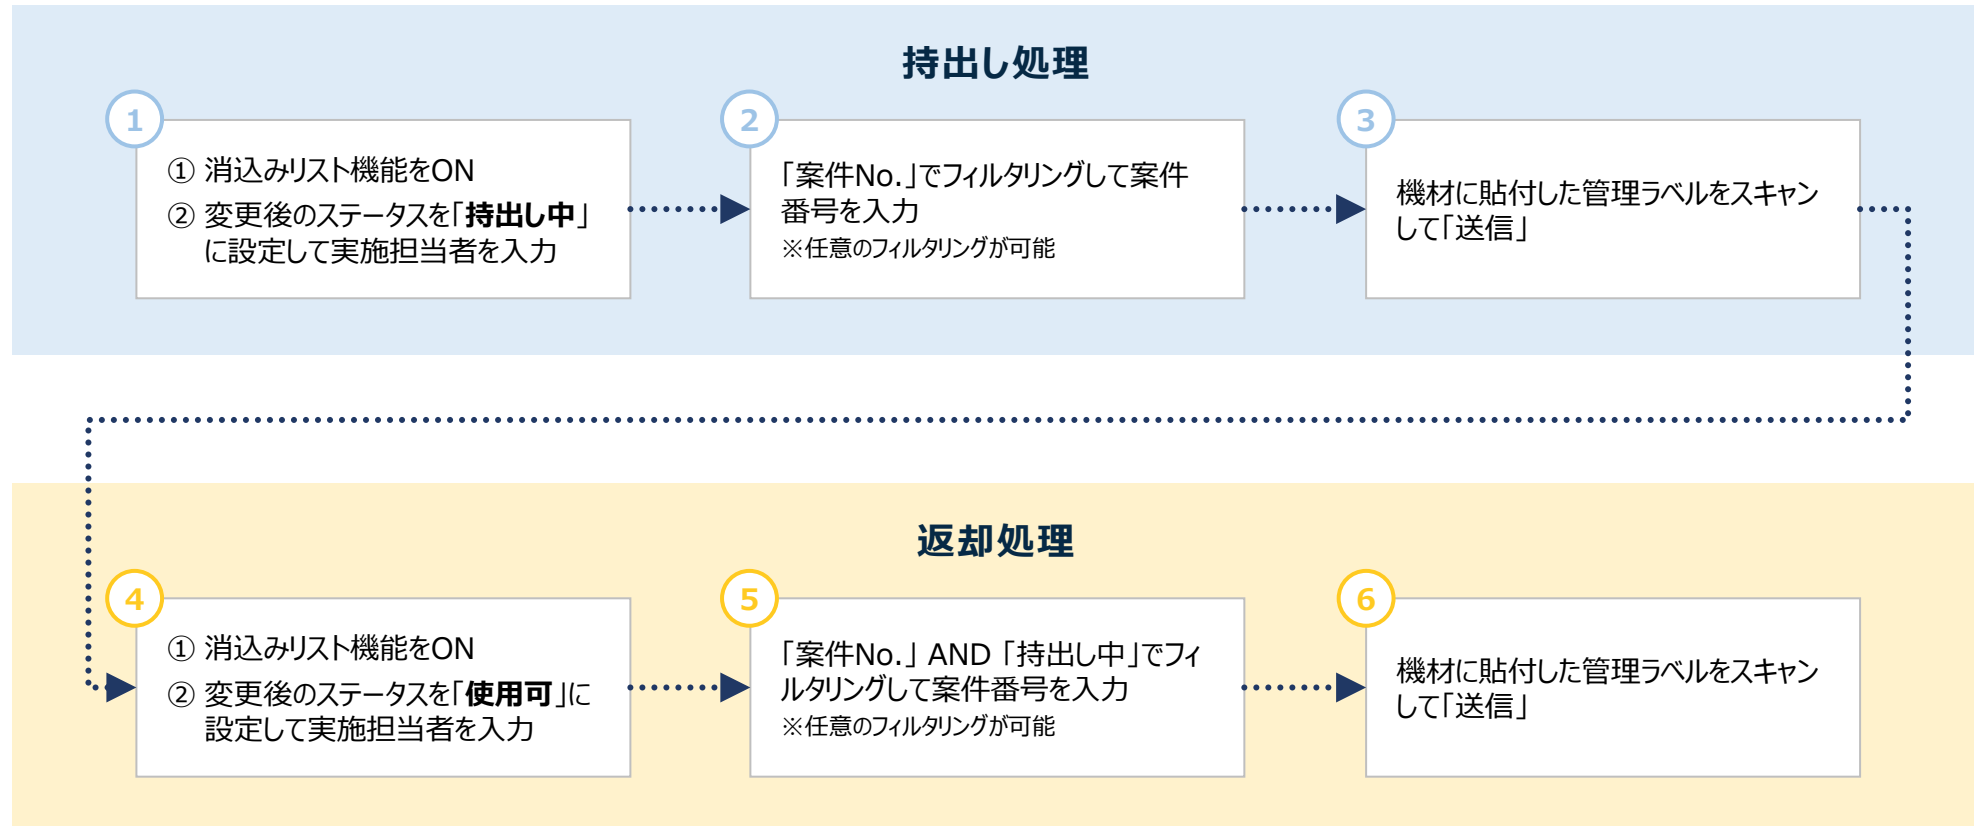 持出し処理
1
① 消込みリスト機能をON
② 変更後のステータスを「持出し中」
に設定して実施担当者を入力
2
「案件No.」でフィルタリングして案件
番号を入力
※任意のフィルタリングが可能
3
機材に貼付した管理ラベルをスキャン
して「送信」
返却処理
4
① 消込みリスト機能をON
② 変更後のステータスを「使用可」に
設定して実施担当者を入力
5
「案件No.」 AND 「持出し中」でフィ
ルタリングして案件番号を入力
※任意のフィルタリングが可能
6
機材に貼付した管理ラベルをスキャン
して「送信」